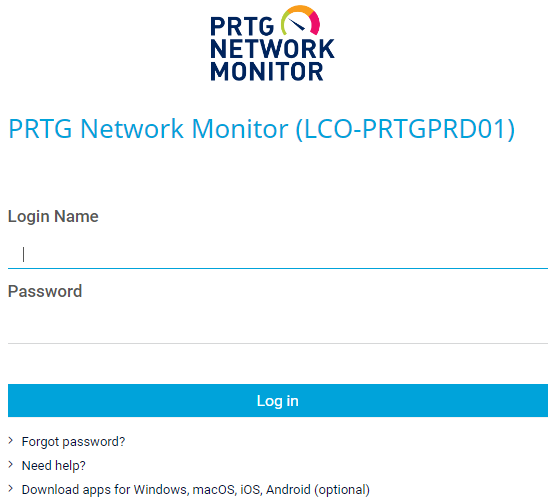 PRTG
NETWORK
MONITOR
PRTG Network Monitor (LCO-PRTGPRD01)
Login Name
Password
Log in
Forgot password?
Need help?
Download apps for Windows, macOS, iOS, Android (optional)